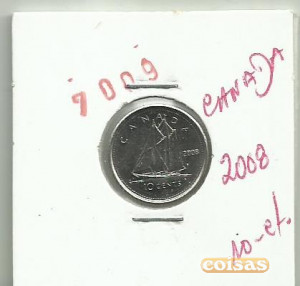 7009
CANADA
2008
10-ct.
CANADA
2008
10 CENTS
coisas